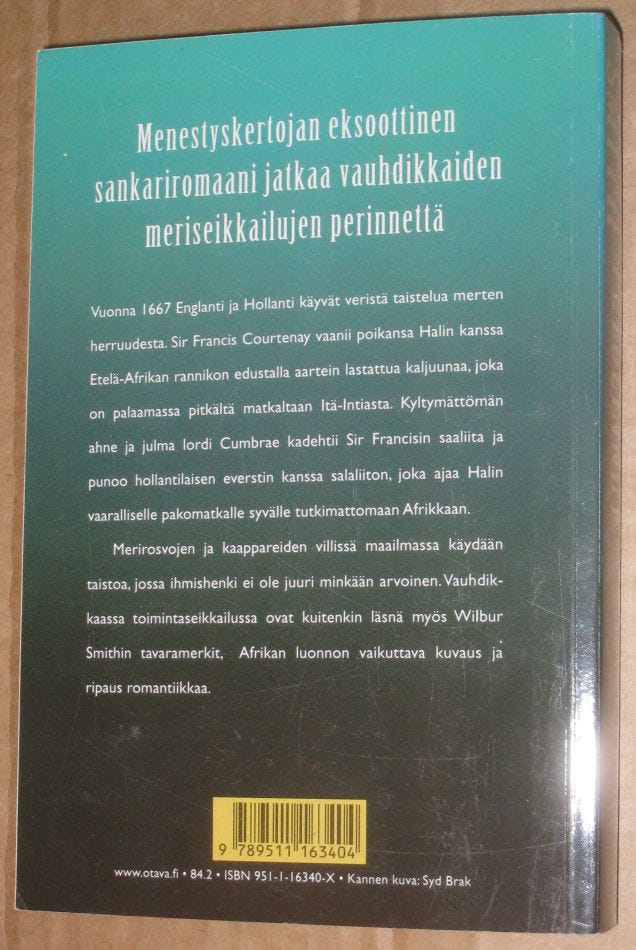 Menestyskertojan eksoottinen
sankariromaani jatkaa vauhdikkaiden
meriseikkailujen perinnettä
Vuonna 1667 Englanti ja Hollanti käyvät veristä taistelua merten
herruudesta. Sir Francis Courtenay vaanii poikansa Halin kanssa
Etelä-Afrikan rannikon edustalla aartein lastattua kaljuunaa, joka
on palaamassa pitkältä matkaltaan Itä-Intiasta. Kyltymättömän
ahne ja julma lordi Cumbrae kadehtii Sir Francisin saaliita ja
punoo hollantilaisen everstin kanssa salaliiton, joka ajaa Halin
vaaralliselle pakomatkalle syvälle tutkimattomaan Afrikkaan.
Merirosvojen ja kaappareiden villissä maailmassa käydään
taistoa, jossa ihmishenki ei ole juuri minkään arvoinen. Vauhdik-
kaassa toimintaseikkailussa ovat kuitenkin läsnä myös Wilbur
Smithin tavaramerkit, Afrikan luonnon vaikuttava kuvaus ja
ripaus romantiikkaa.
9 789511 163404
www.otava.fi • 84.2 • ISBN 951-1-16340-X • Kannen kuva: Syd Brak